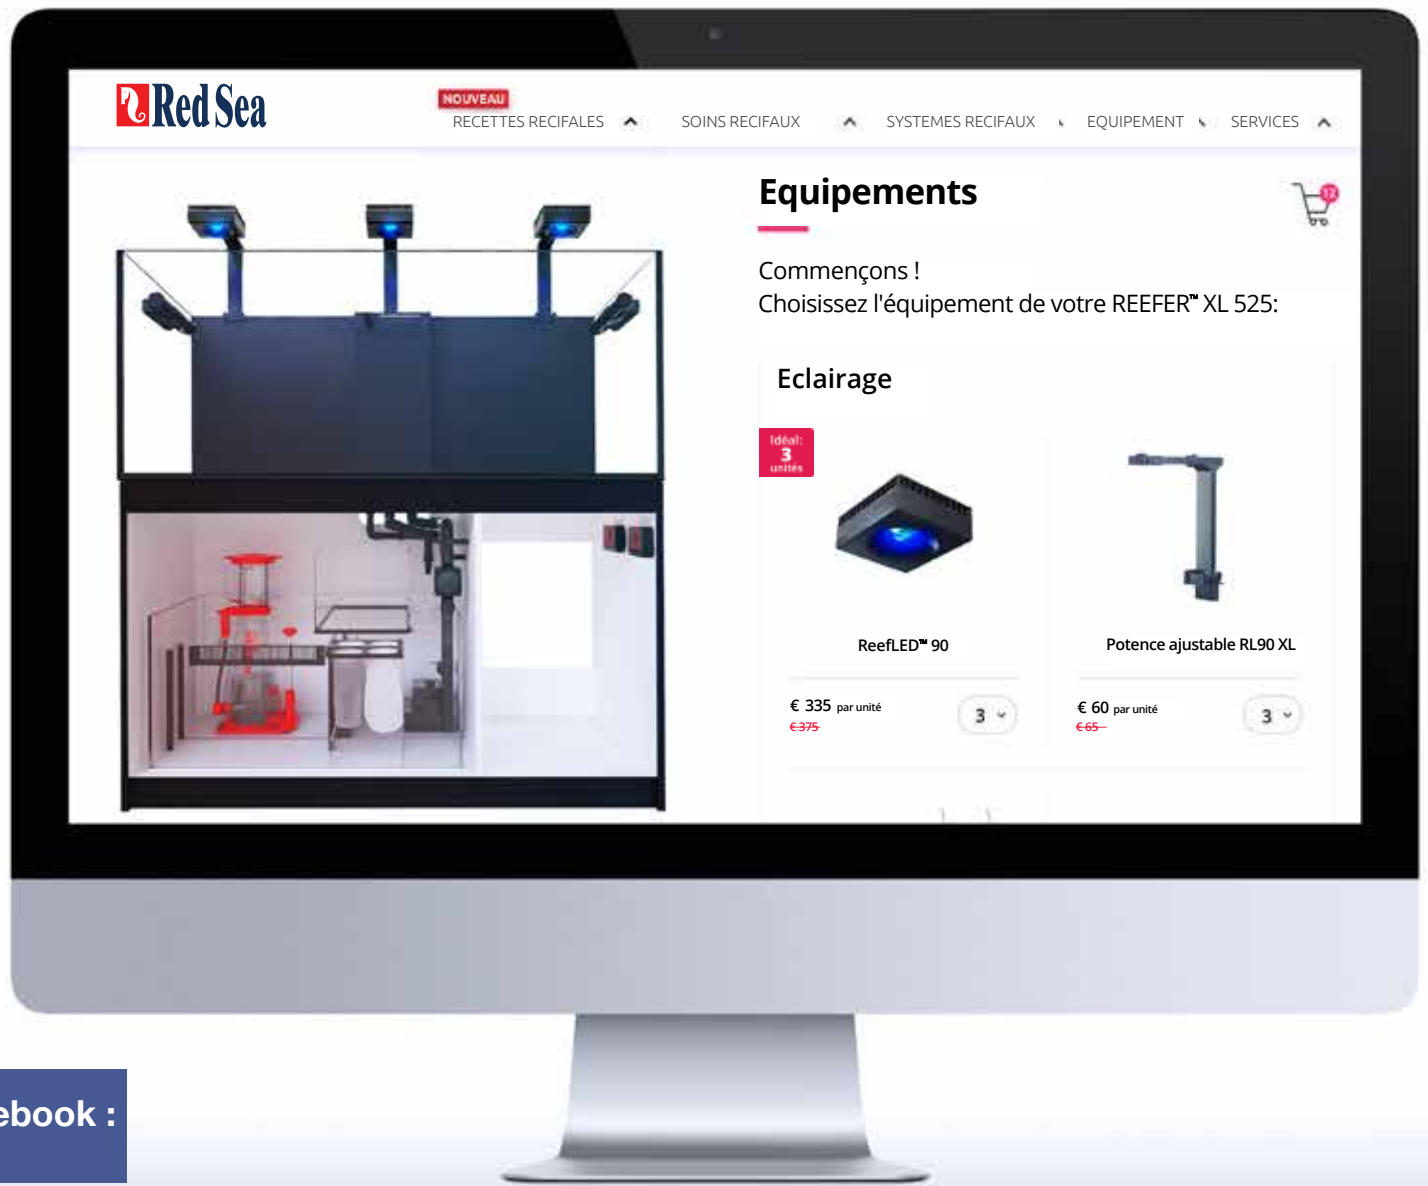 Red Sea
NOUVEAU
RECETTES RECIFALES
SOINS RECIFAUX
SYSTEMES RECIFAUX
EQUIPEMENT
SERVICES
Equipements
12
Commençons !
Choisissez l'équipement de votre REEFER™ XL 525:
Eclairage
Idéal:
3
unités
ReefLED™ 90
Potence ajustable RL90 XL
€ 335 par unité
€ 375
3
€ 60 par unité
€ 65
3
ebook :